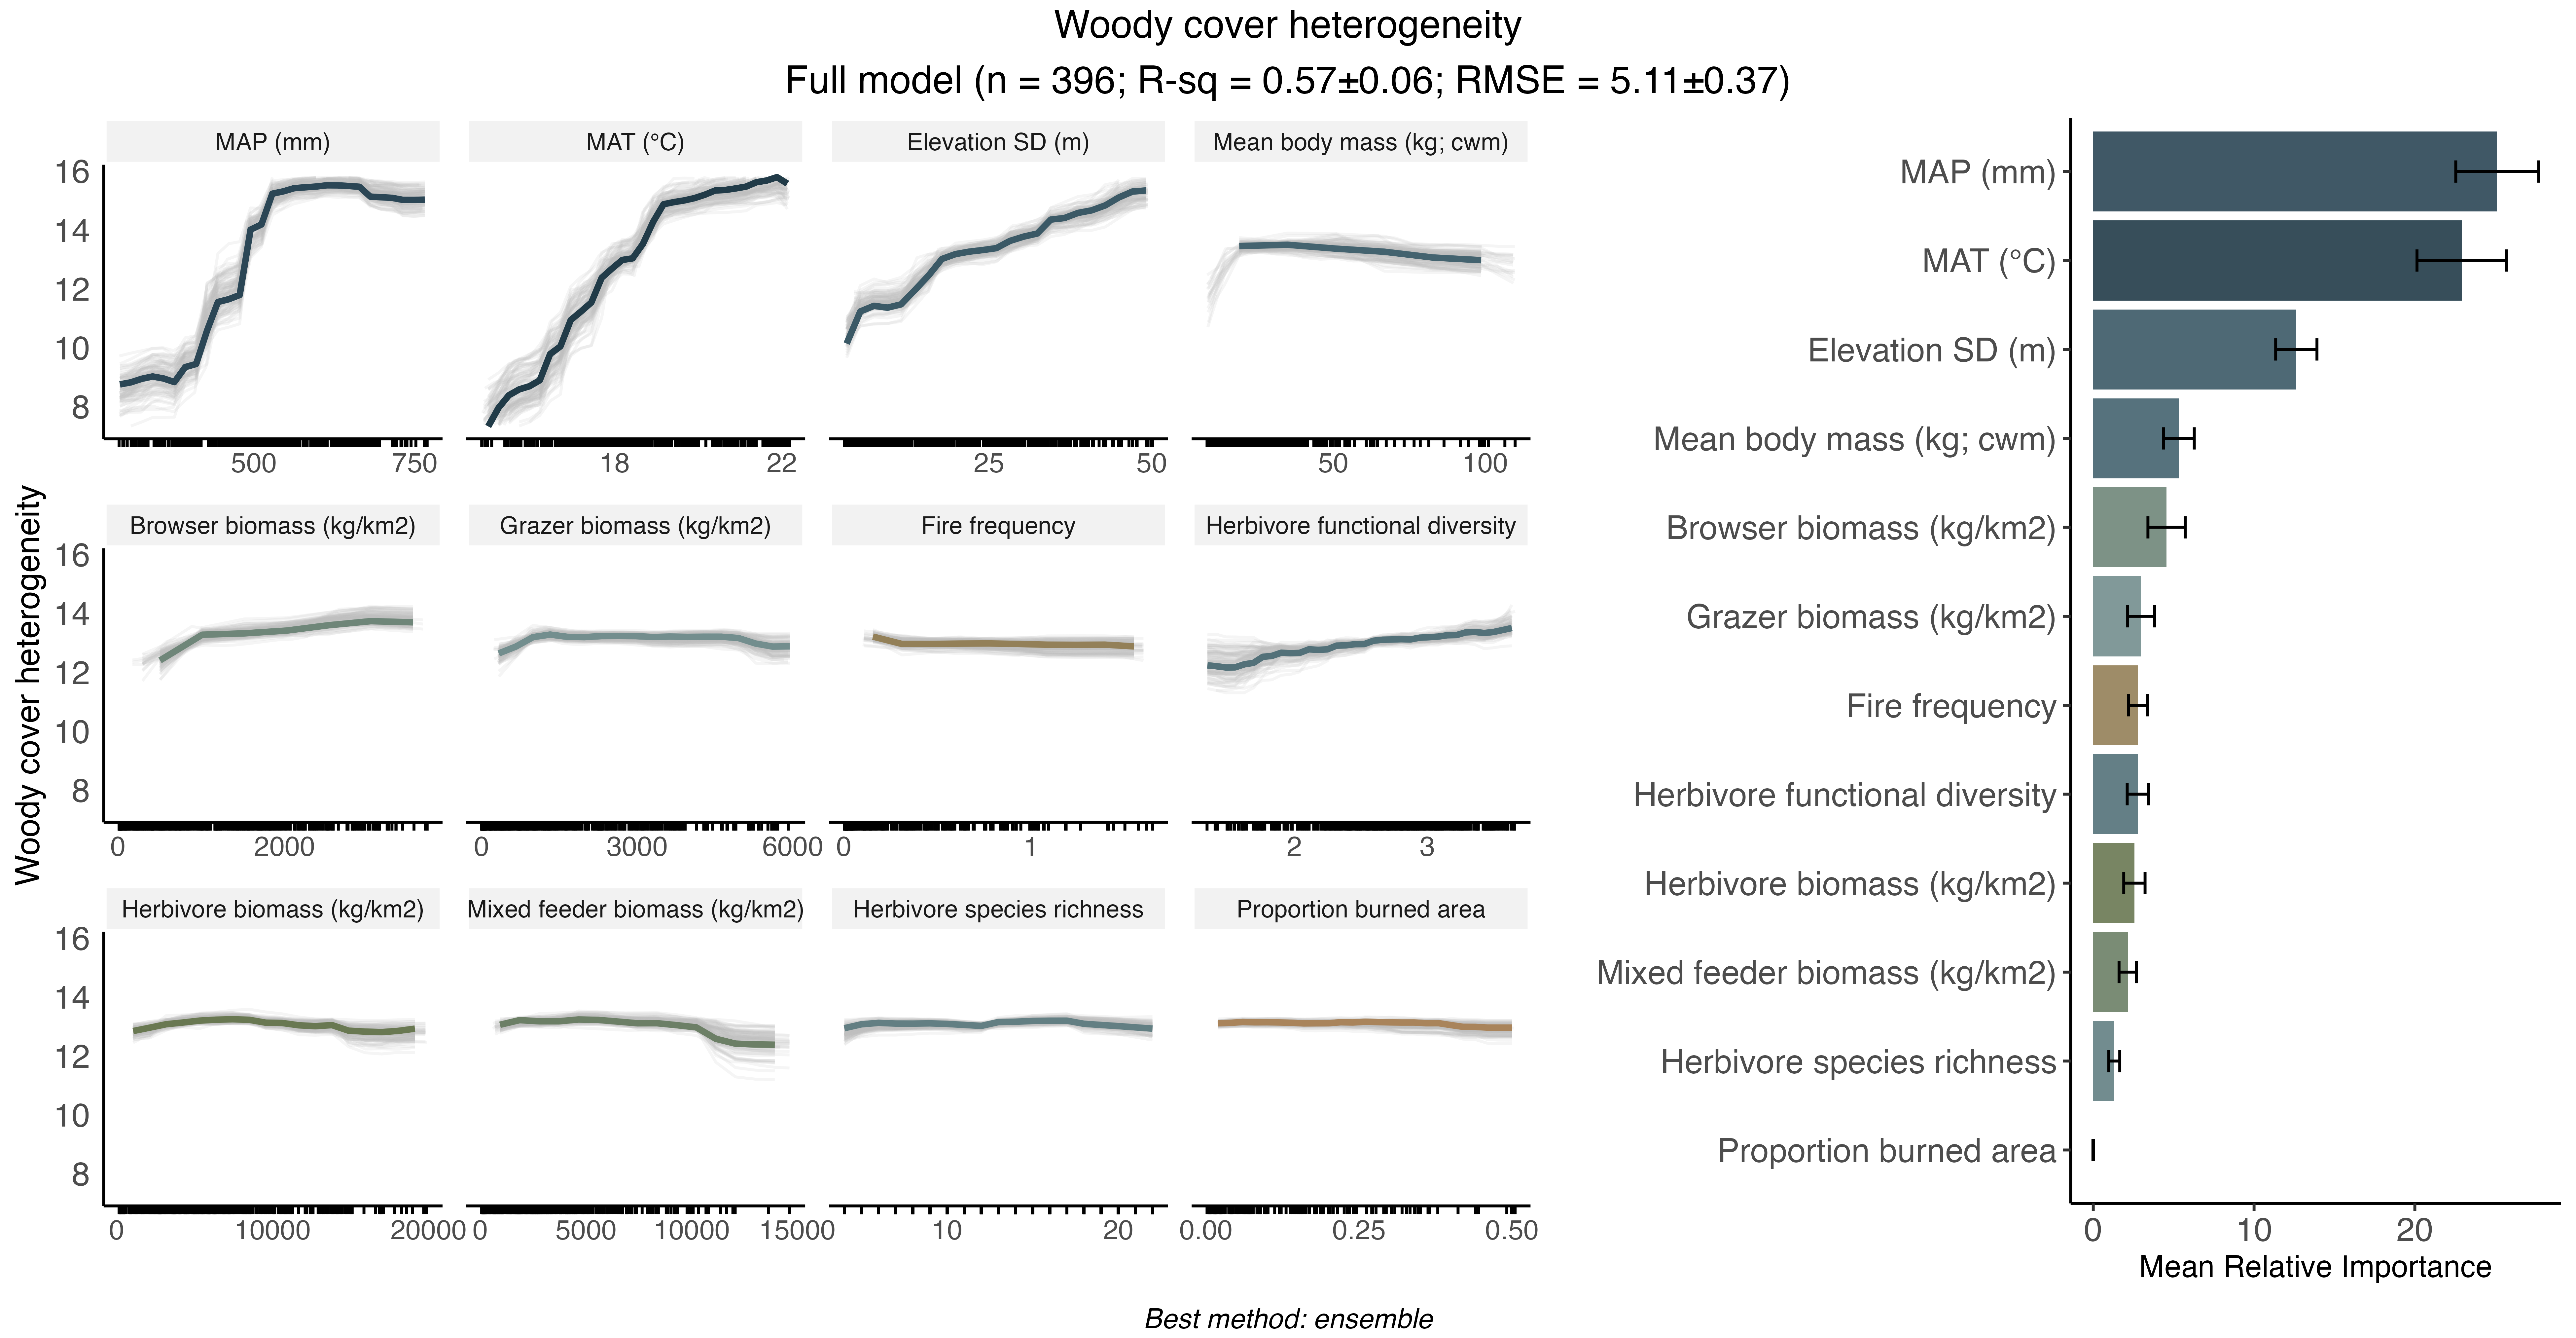 Woody cover heterogeneity
Full model (n = 396; R-sq = 0.57±0.06; RMSE = 5.11±0.37)
Woody cover heterogeneity
MAP (mm)
MAT (°C)
Elevation SD (m)
Mean body mass (kg; cwm)
16
14
12
10
8
500 750
18 22
25 50
50 100
Browser biomass (kg/km2)
Grazer biomass (kg/km2)
Fire frequency
Herbivore functional diversity
16
14
12
10
8
0 2000
0 3000 6000
0 1
2 3
Herbivore biomass (kg/km2)
Mixed feeder biomass (kg/km2)
Herbivore species richness
Proportion burned area
16
14
12
10
8
0 10000 20000
0 5000 10000 15000
10 20
0.00 0.25 0.50
MAP (mm)
MAT (°C)
Elevation SD (m)
Mean body mass (kg; cwm)
Browser biomass (kg/km2)
Grazer biomass (kg/km2)
Fire frequency
Herbivore functional diversity
Herbivore biomass (kg/km2)
Mixed feeder biomass (kg/km2)
Herbivore species richness
Proportion burned area
0 10 20
Mean Relative Importance
Best method: ensemble